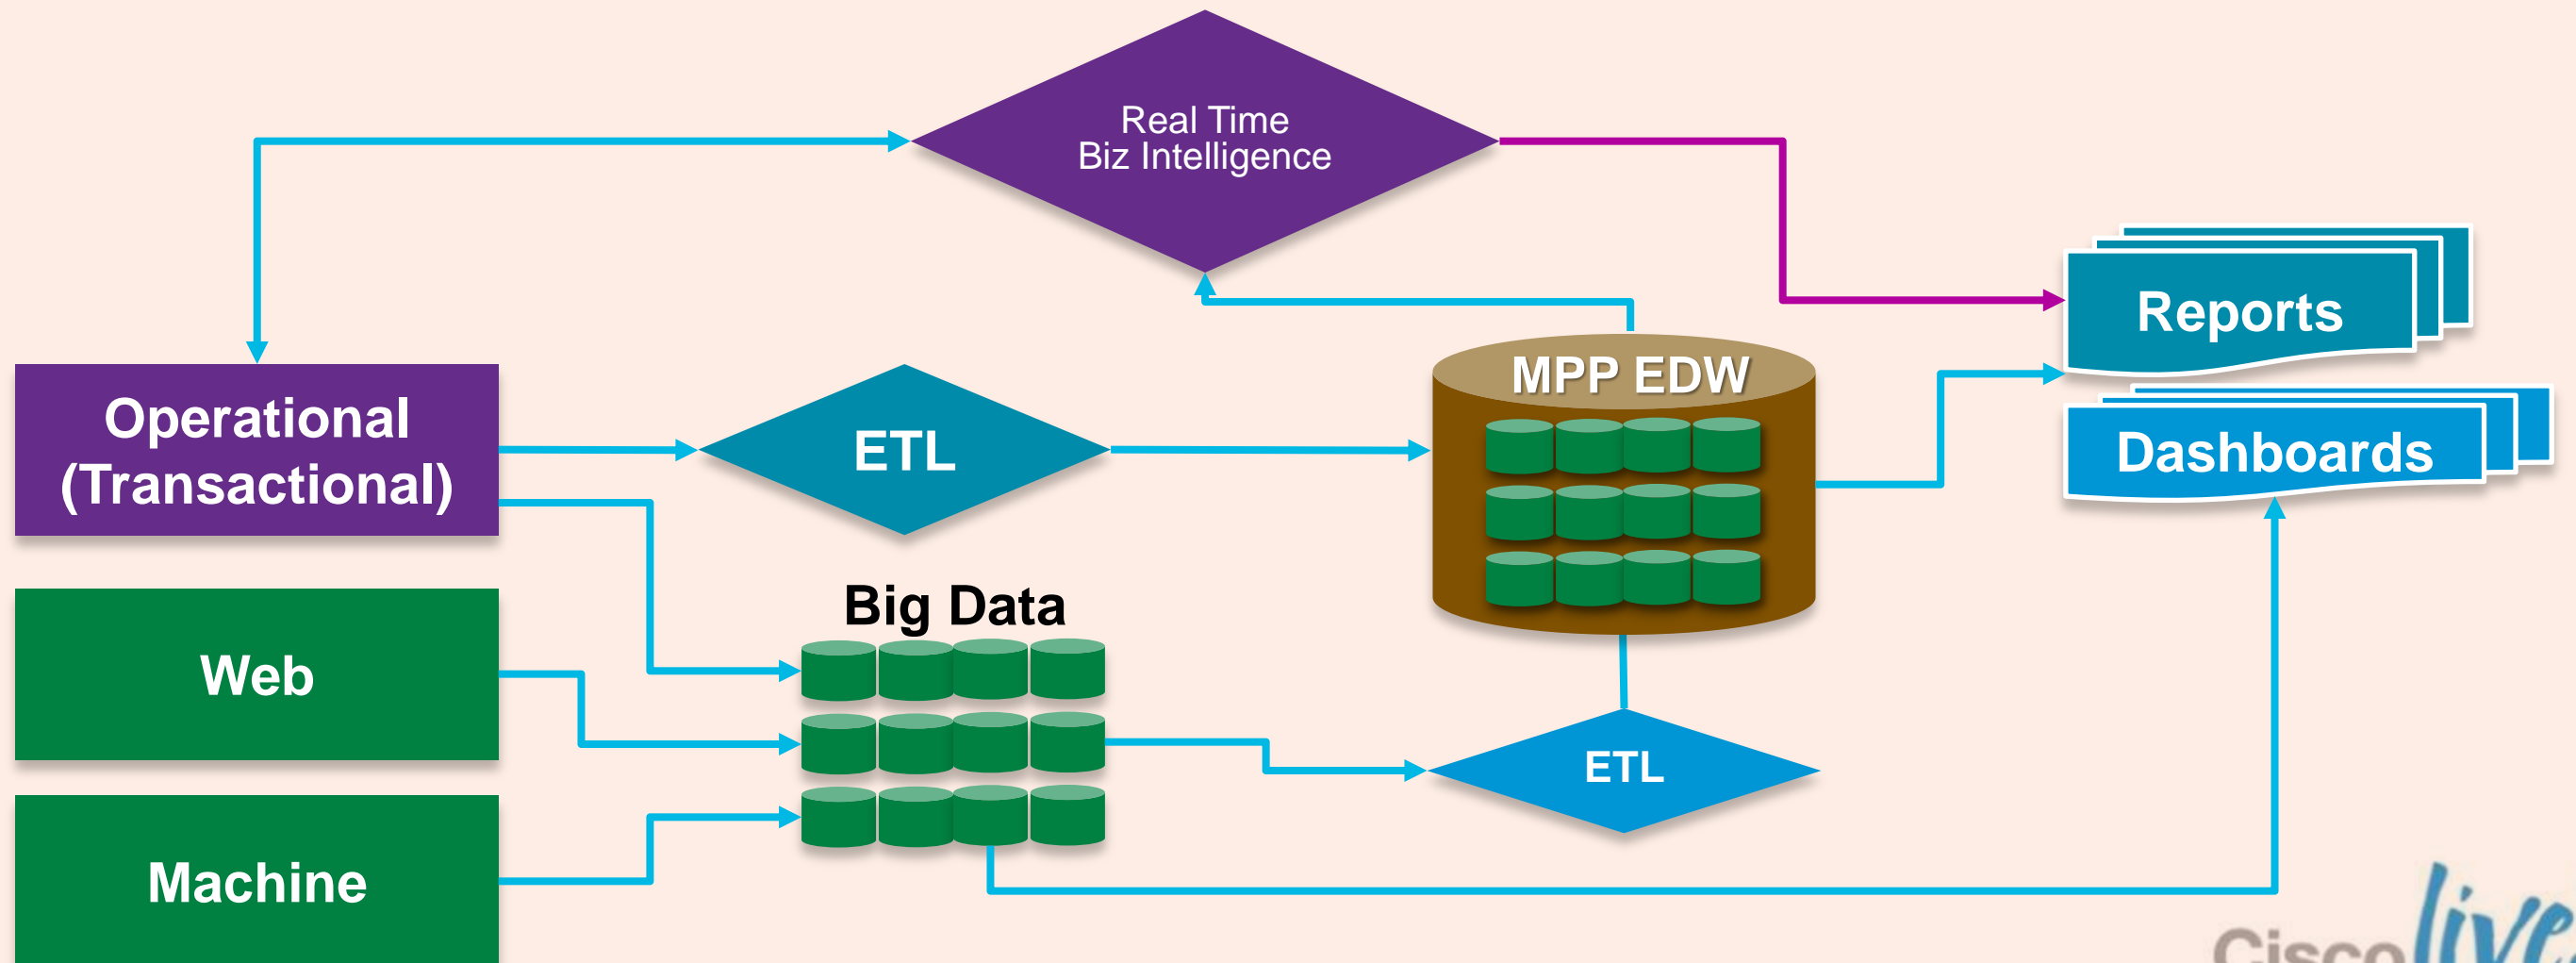 Real Time
Biz Intelligence
Reports
MPP EDW
Operational
(Transactional)
ETL
Dashboards
Big Data
Web
ETL
Machine
Cisco live